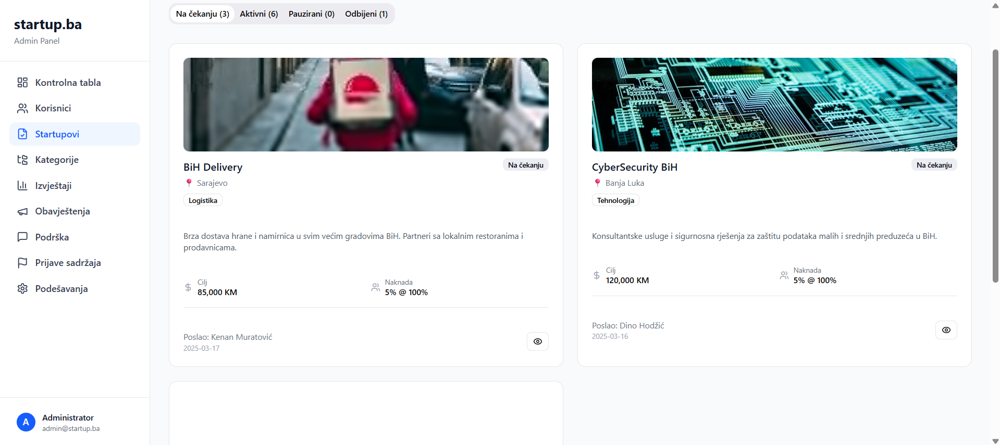 startup.ba
Admin Panel
Kontrolna tabla
Korisnici
Startupovi
Kategorije
Izvještaji
Obavještenja
Podrška
Prijave sadržaja
Podešavanja
A
Administrator
admin@startup.ba
Na čekanju (3)
Aktivni (6)
Pauzirani (0)
Odbijeni (1)
BiH Delivery
Na čekanju
Sarajevo
Logistika
Brza dostava hrane i namirnica u svim većim gradovima BiH. Partneri sa lokalnim restoranima i
prodavnicama.
Cilj
85,000 KM
Naknada
5% @ 100%
Poslao: Kenan Muratović
2025-03-17
CyberSecurity BiH
Na čekanju
Banja Luka
Tehnologija
Konsultantske usluge i sigurnosna rješenja za zaštitu podataka malih i srednjih preduzeća u BiH.
Cilj
120,000 KM
Naknada
5% @ 100%
Poslao: Dino Hodžić
2025-03-16